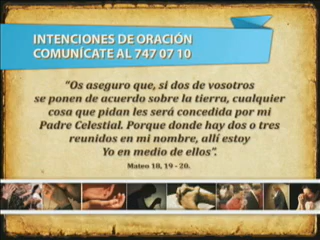 INTENCIONES DE ORACIÓN
COMUNÍCATE AL 747 07 10
“Os aseguro que, si dos de vosotros
se ponen de acuerdo sobre la tierra, cualquier
cosa que pidan les será concedida por mi
Padre Celestial. Porque donde hay dos o tres
reunidos en mi nombre, allí estoy
Yo en medio de ellos”.
Mateo 18, 19 - 20.